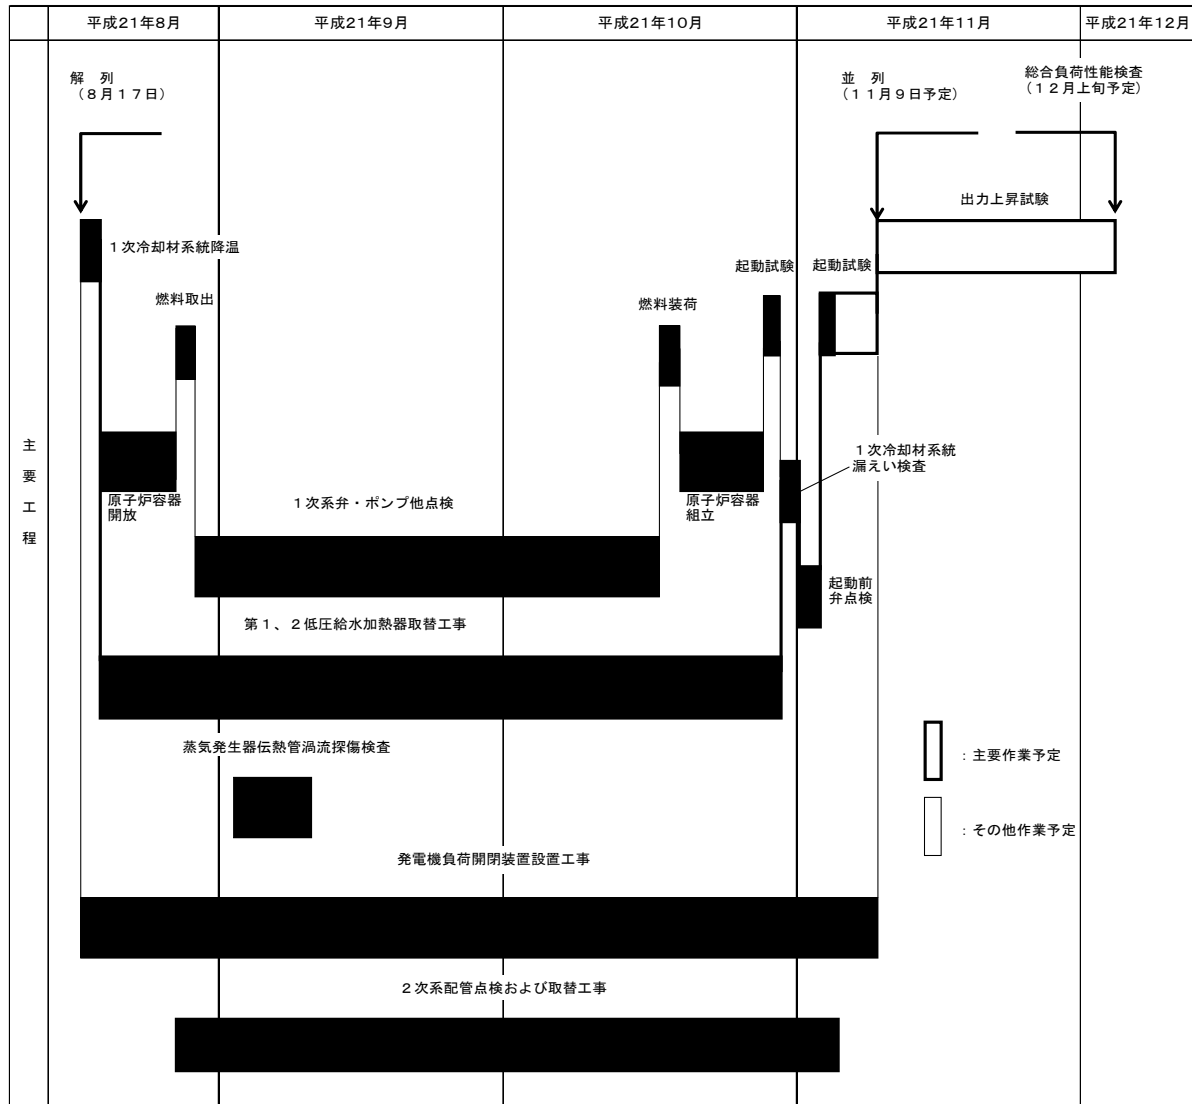 平成21年8月
平成21年9月
平成21年10月
平成21年11月
平成21年12月
主要工程
解 列
（8月17日）
並 列
（11月9日予定）
総合負荷性能検査
（12月上旬予定）
出力上昇試験
1次冷却材系統降温
起動試験
起動試験
燃料取出
燃料装荷
1次冷却材系統
漏えい検査
原子炉容器
開放
1次系弁・ポンプ他点検
原子炉容器
組立
起動前
弁点検
第1、2低圧給水加熱器取替工事
蒸気発生器伝熱管渦流探傷検査
：主要作業予定
：その他作業予定
発電機負荷開閉装置設置工事
2次系配管点検および取替工事